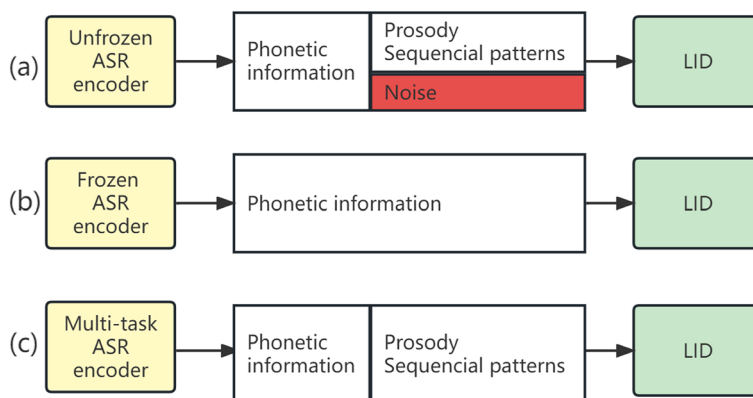 (a)
Unfrozen
ASR
encoder
Phonetic
information
Prosody
Sequencial patterns
Noise
LID
(b)
Frozen
ASR
encoder
Phonetic information
LID
(c)
Multi-task
ASR
encoder
Phonetic
information
Prosody
Sequencial patterns
LID